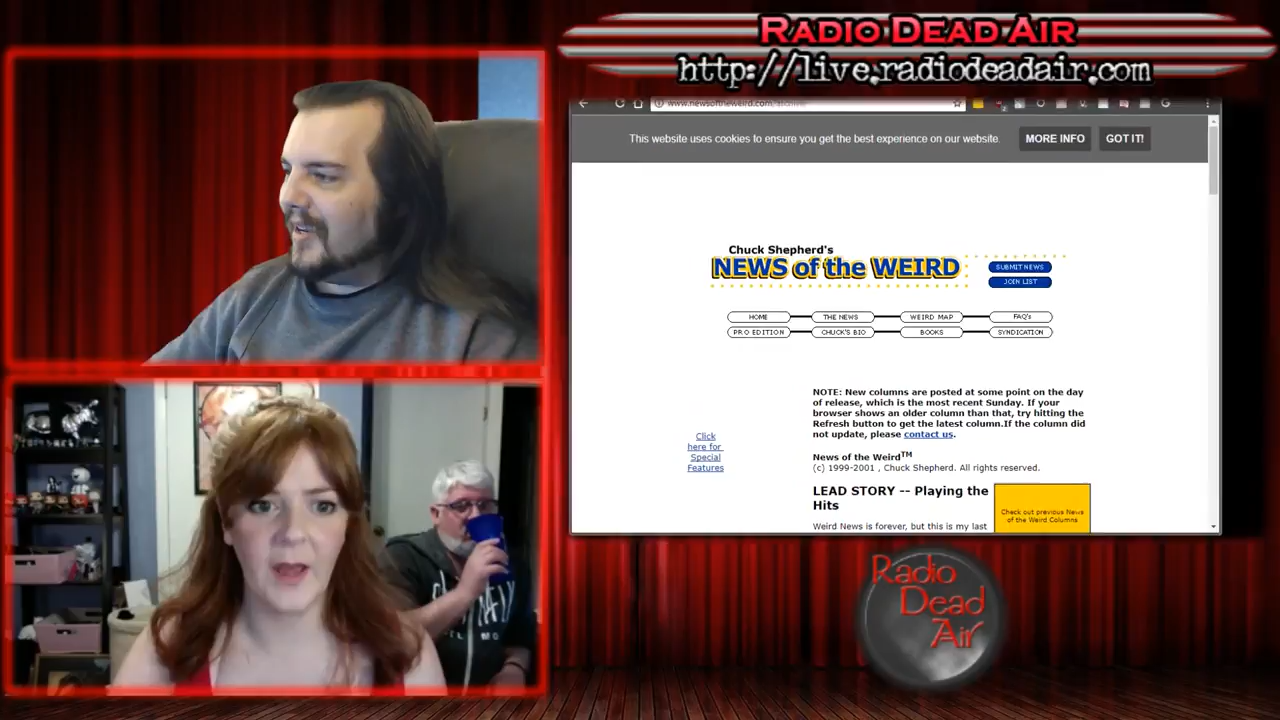 RADIO DEAD AIR
http://live.radiodeadair.com
www.newsoftheweird.com/archive
This website uses cookies to ensure you get the best experience on our website.
MORE INFO
GOT IT!
Chuck Shepherd's
NEWS of the WEIRD
SUBMIT NEWS
JOIN LIST
HOME
THE NEWS
WEIRD MAP
FAQ's
PRO EDITION
CHUCK'S BIO
BOOKS
SYNDICATION
NOTE: New columns are posted at some point on the day
of release, which is the most recent Sunday. If your
browser shows an older column than that, try hitting the
Refresh button to get the latest column.If the column did
not update, please contact us.
Click
here for
Special
Features
News of the Weird™
(c) 1999-2001 , Chuck Shepherd. All rights reserved.
LEAD STORY -- Playing the
Hits
Check out previous News
of the Weird Columns
Weird News is forever, but this is my last
Radio
Dead
Air